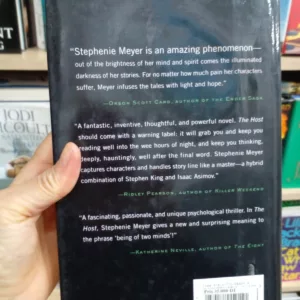 “Stephenie Meyer is an amazing phenomenon—
out of the brightness of her mind and spirit comes the illuminated
darkness of her stories. For no matter how much pain her characters
suffer, Meyer infuses the tales with light and hope.”
—Orson Scott Card, author of the Ender Saga
“A fantastic, inventive, thoughtful, and powerful novel. The Host
should come with a warning label: it will grab you and keep you
reading well into the wee hours of night, and keep you thinking,
deeply, hauntingly, well after the final word. Stephenie Meyer
captures characters and handles story line like a master—a hybrid
combination of Stephen King and Isaac Asimov.”
—Ridley Pearson, author of Killer Weekend
“A fascinating, passionate, and unique psychological thriller. In The
Host, Stephenie Meyer gives a new and surprising meaning to
the phrase ‘being of two minds’!”
—Katherine Neville, author of The Eight
JODI